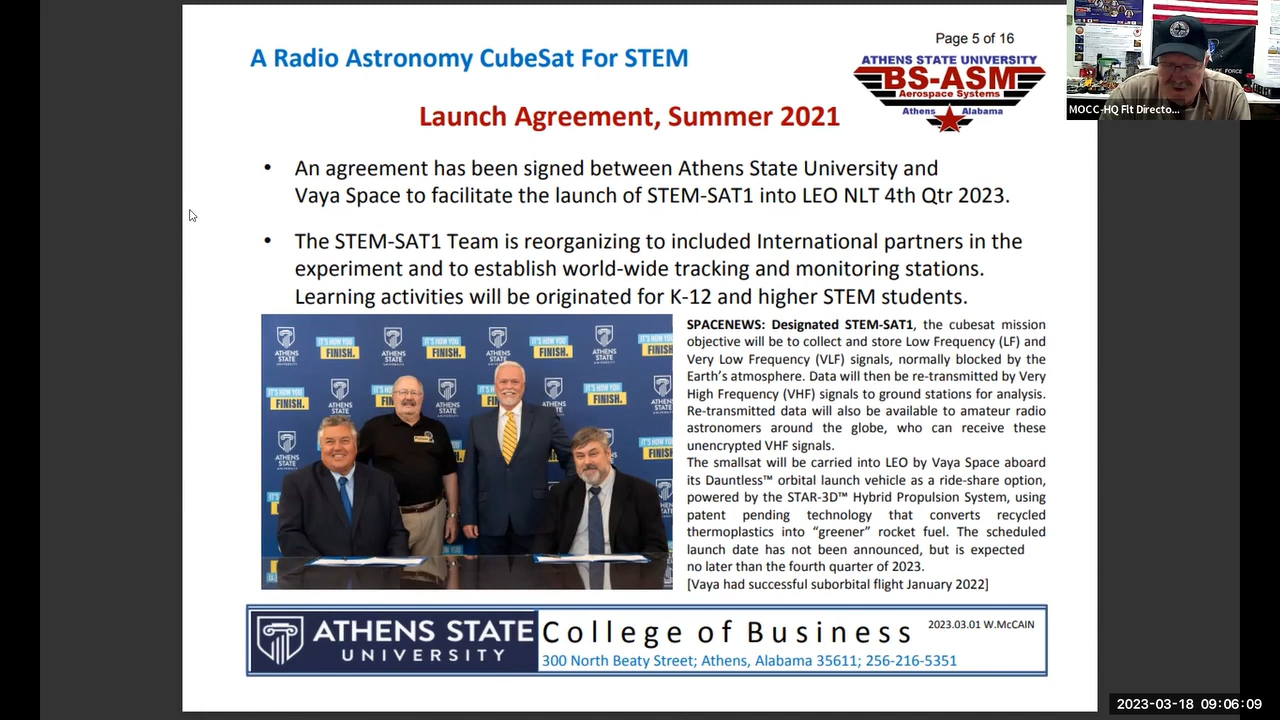 Page 5 of 16
A Radio Astronomy CubeSat For STEM
ATHENS STATE UNIVERSITY
BS-ASM
Aerospace Systems
Athens Alabama
Launch Agreement, Summer 2021
MOCC-HQ Flt Directo...
• An agreement has been signed between Athens State University and
Vaya Space to facilitate the launch of STEM-SAT1 into LEO NLT 4th Qtr 2023.
• The STEM-SAT1 Team is reorganizing to included International partners in the
experiment and to establish world-wide tracking and monitoring stations.
Learning activities will be originated for K-12 and higher STEM students.
ATHENS STATE
IT'S HOW YOU
FINISH.
SPACENEWS: Designated STEM-SAT1, the cubesat mission
objective will be to collect and store Low Frequency (LF) and
Very Low Frequency (VLF) signals, normally blocked by the
Earth's atmosphere. Data will then be re-transmitted by Very
High Frequency (VHF) signals to ground stations for analysis.
Re-transmitted data will also be available to amateur radio
astronomers around the globe, who can receive these
unencrypted VHF signals.
The smallsat will be carried into LEO by Vaya Space aboard
its Dauntless™ orbital launch vehicle as a ride-share option,
powered by the STAR-3D™ Hybrid Propulsion System, using
patent pending technology that converts recycled
thermoplastics into “greener” rocket fuel. The scheduled
launch date has not been announced, but is expected
no later than the fourth quarter of 2023.
[Vaya had successful suborbital flight January 2022]
ATHENS STATE
UNIVERSITY
College of Business
2023.03.01 W.McCAIN
300 North Beaty Street; Athens, Alabama 35611; 256-216-5351
2023-03-18 09:06:09